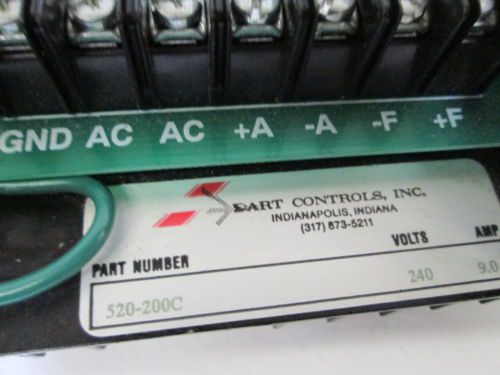 GND AC AC +A -A -F +F
DART CONTROLS, INC.
INDIANAPOLIS, INDIANA
(317) 873-5211
PART NUMBER VOLTS AMP
520-200C 240 9.0